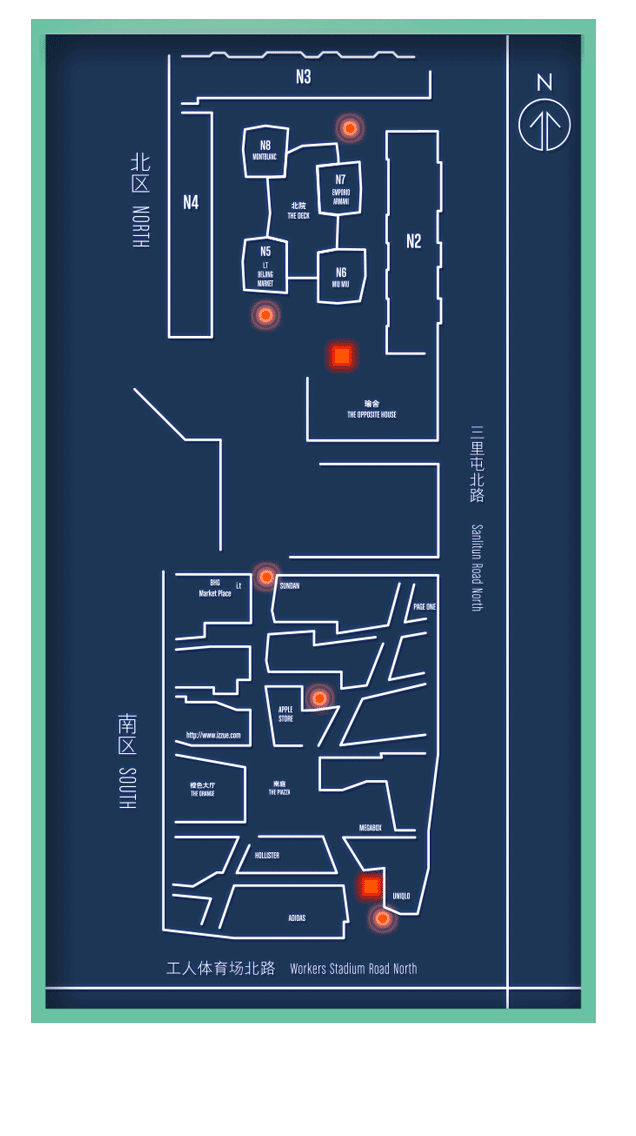 N
N3
N8
MONTBLANC
N7
EMPORIO
ARMANI
北院
THE DECK
N4
N2
N5
I.T
BEIJING
MARKET
N6
MIU MIU
北区 NORTH
瑜舍
THE OPPOSITE HOUSE
三里屯北路 Sanlitun Road North
BHG
Market Place
i.t
SUNDAN
PAGE ONE
APPLE
STORE
http://www.izzue.com
南区 SOUTH
橙色大厅
THE ORANGE
南庭
THE PIAZZA
MEGABOX
HOLLISTER
UNIQLO
ADIDAS
工人体育场北路 Workers Stadium Road North